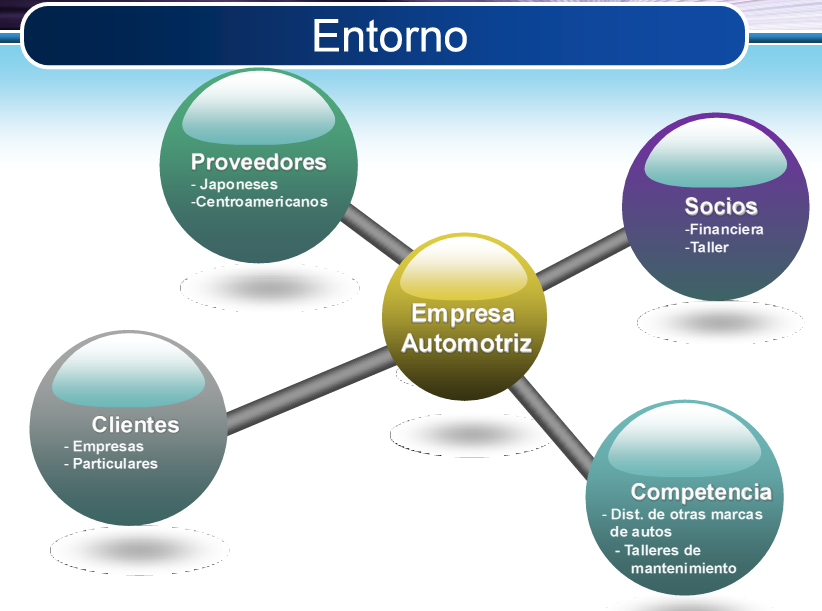 Entorno
Proveedores
- Japoneses
-Centroamericanos
Socios
-Financiera
-Taller
Empresa
Automotriz
Clientes
- Empresas
- Particulares
Competencia
- Dist. de otras marcas
de autos
- Talleres de
mantenimiento